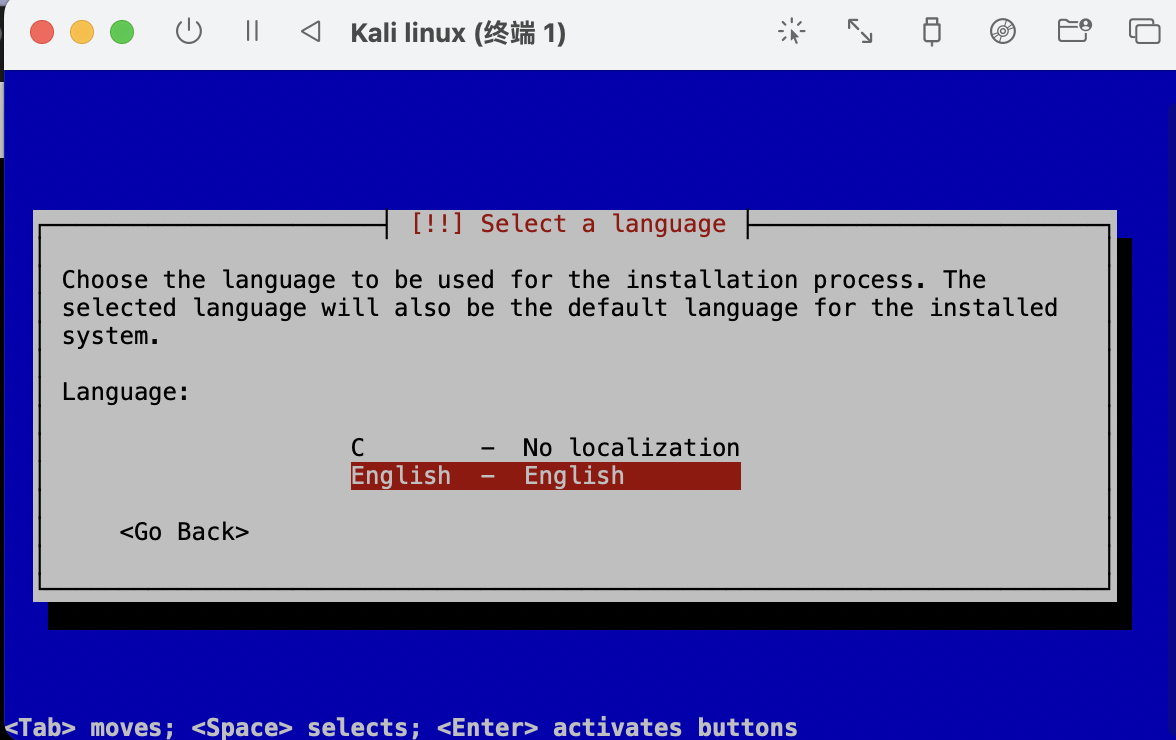 Kali linux (终端 1)
[!!] Select a language
Choose the language to be used for the installation process. The
selected language will also be the default language for the installed
system.
Language:
C - No localization
English - English
<Go Back>
<Tab> moves; <Space> selects; <Enter> activates buttons